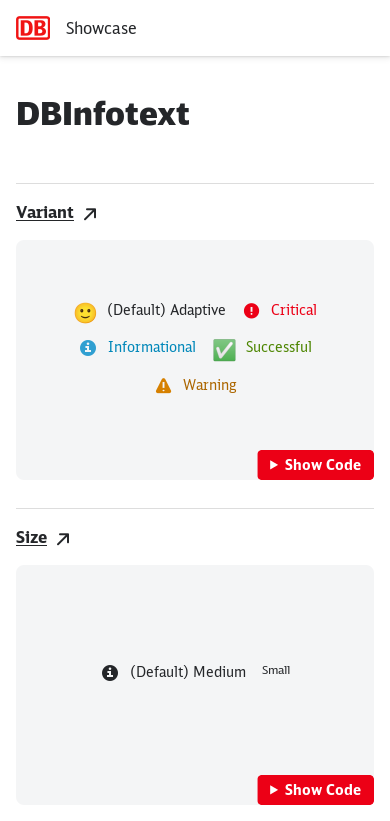 DB Showcase
DBInfotext
Variant
(Default) Adaptive Critical
Informational Successful
Warning
Show Code
Size
(Default) Medium Small
Show Code